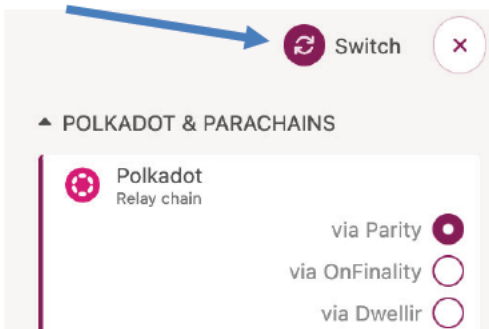 Switch
POLKADOT & PARACHAINS
Polkadot
Relay chain
via Parity
via OnFinality
via Dwellir